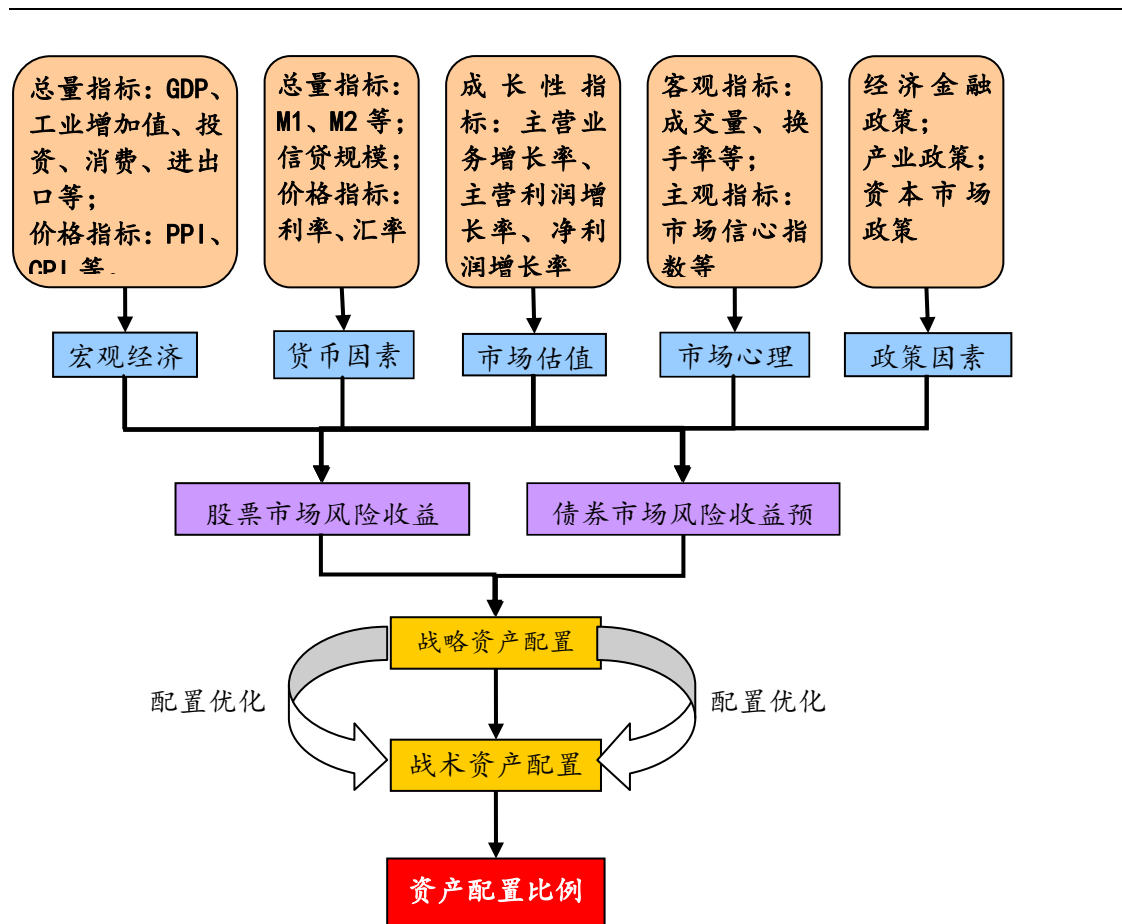 总量指标：GDP、
工业增加值、投
资、消费、进出
口等；
价格指标：PPI、
CPI 等。
总量指标：
M1、M2 等；
信贷规模；
价格指标：
利率、汇率
成长性指
标：主营业
务增长率、
主营利润增
长率、净利
润增长率
客观指标：
成交量、换
手率等；
主观指标：
市场信心指
数等
经济金融
政策；
产业政策；
资本市场
政策
宏观经济
货币因素
市场估值
市场心理
政策因素
股票市场风险收益
债券市场风险收益预
战略资产配置
配置优化
配置优化
战术资产配置
资产配置比例